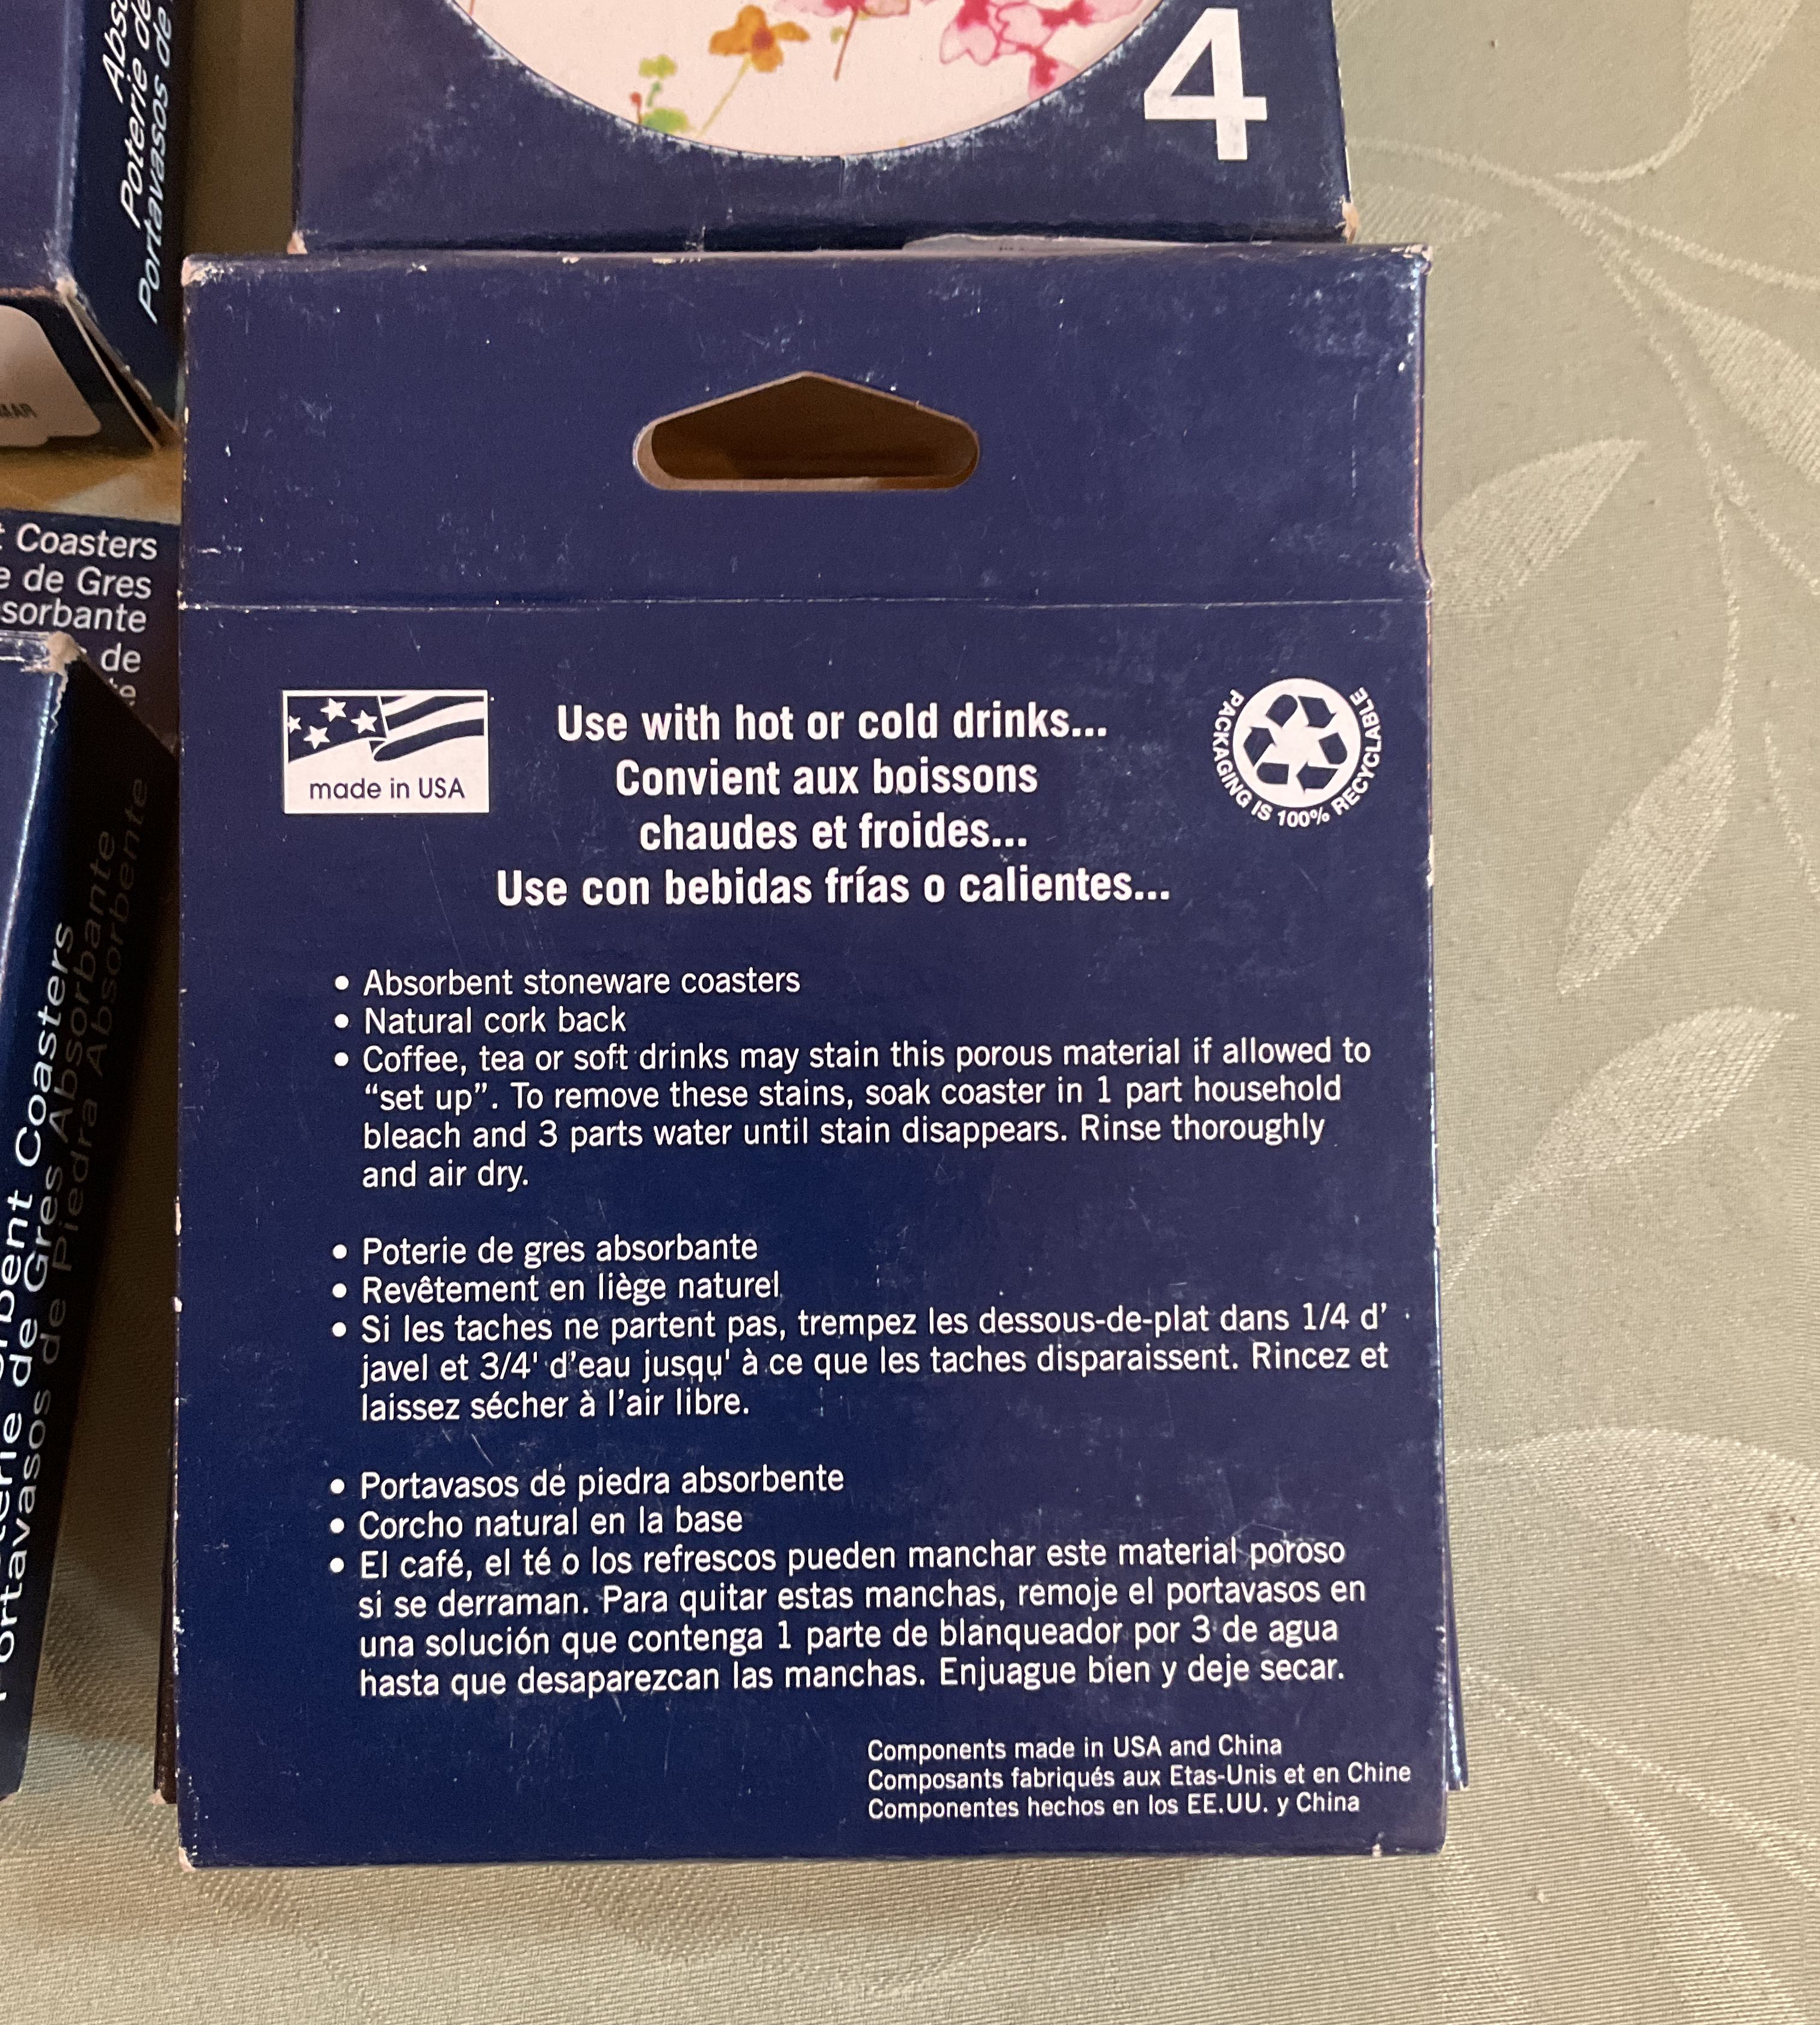 Poterie de
Portavasos de
4
Coasters
de Gres
sorbante
de
made in USA
Use with hot or cold drinks...
Convient aux boissons
chaudes et froides...
Use con bebidas frías o calientes...
PACKAGING IS 100% RECYCLABLE
• Absorbent stoneware coasters
• Natural cork back
• Coffee, tea or soft drinks may stain this porous material if allowed to
“set up”. To remove these stains, soak coaster in 1 part household
bleach and 3 parts water until stain disappears. Rinse thoroughly
and air dry.
• Poterie de gres absorbante
• Revêtement en liège naturel
• Si les taches ne partent pas, trempez les dessous-de-plat dans 1/4 d’
javel et 3/4' d’eau jusqu' à ce que les taches disparaissent. Rincez et
laissez sécher à l’air libre.
• Portavasos de piedra absorbente
• Corcho natural en la base
• El café, el té o los refrescos pueden manchar este material poroso
si se derraman. Para quitar estas manchas, remoje el portavasos en
una solución que contenga 1 parte de blanqueador por 3 de agua
hasta que desaparezcan las manchas. Enjuague bien y deje secar.
Components made in USA and China
Composants fabriqués aux Etas-Unis et en Chine
Componentes hechos en los EE.UU. y China
Coasters
de Gres Absorbante
Portavasos de Piedra Absorbente